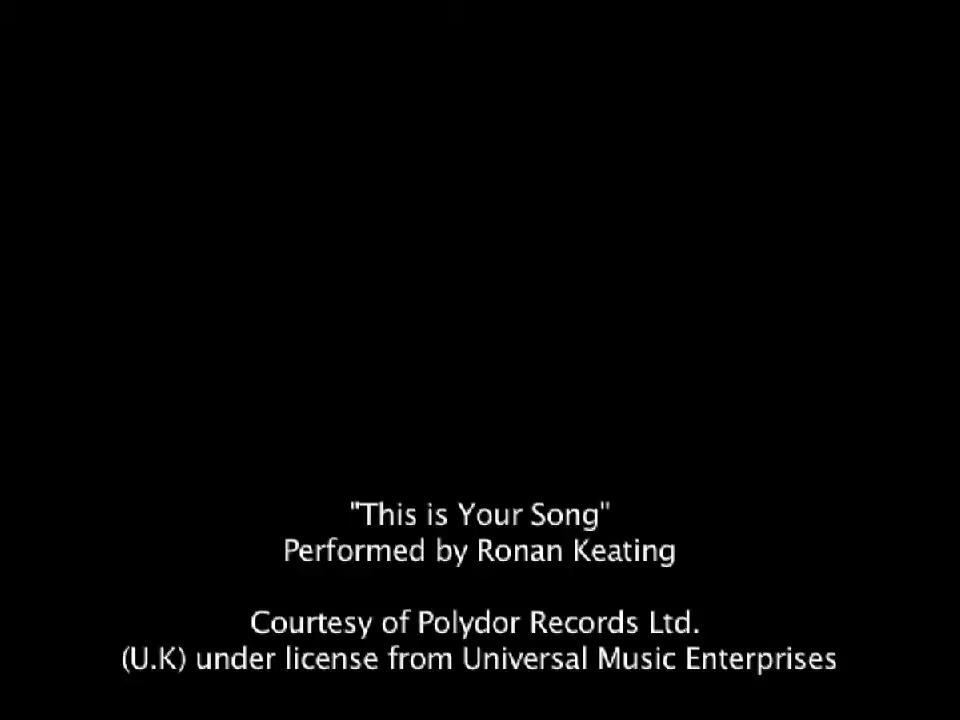 "This is Your Song"
Performed by Ronan Keating
Courtesy of Polydor Records Ltd.
(U.K) under license from Universal Music Enterprises